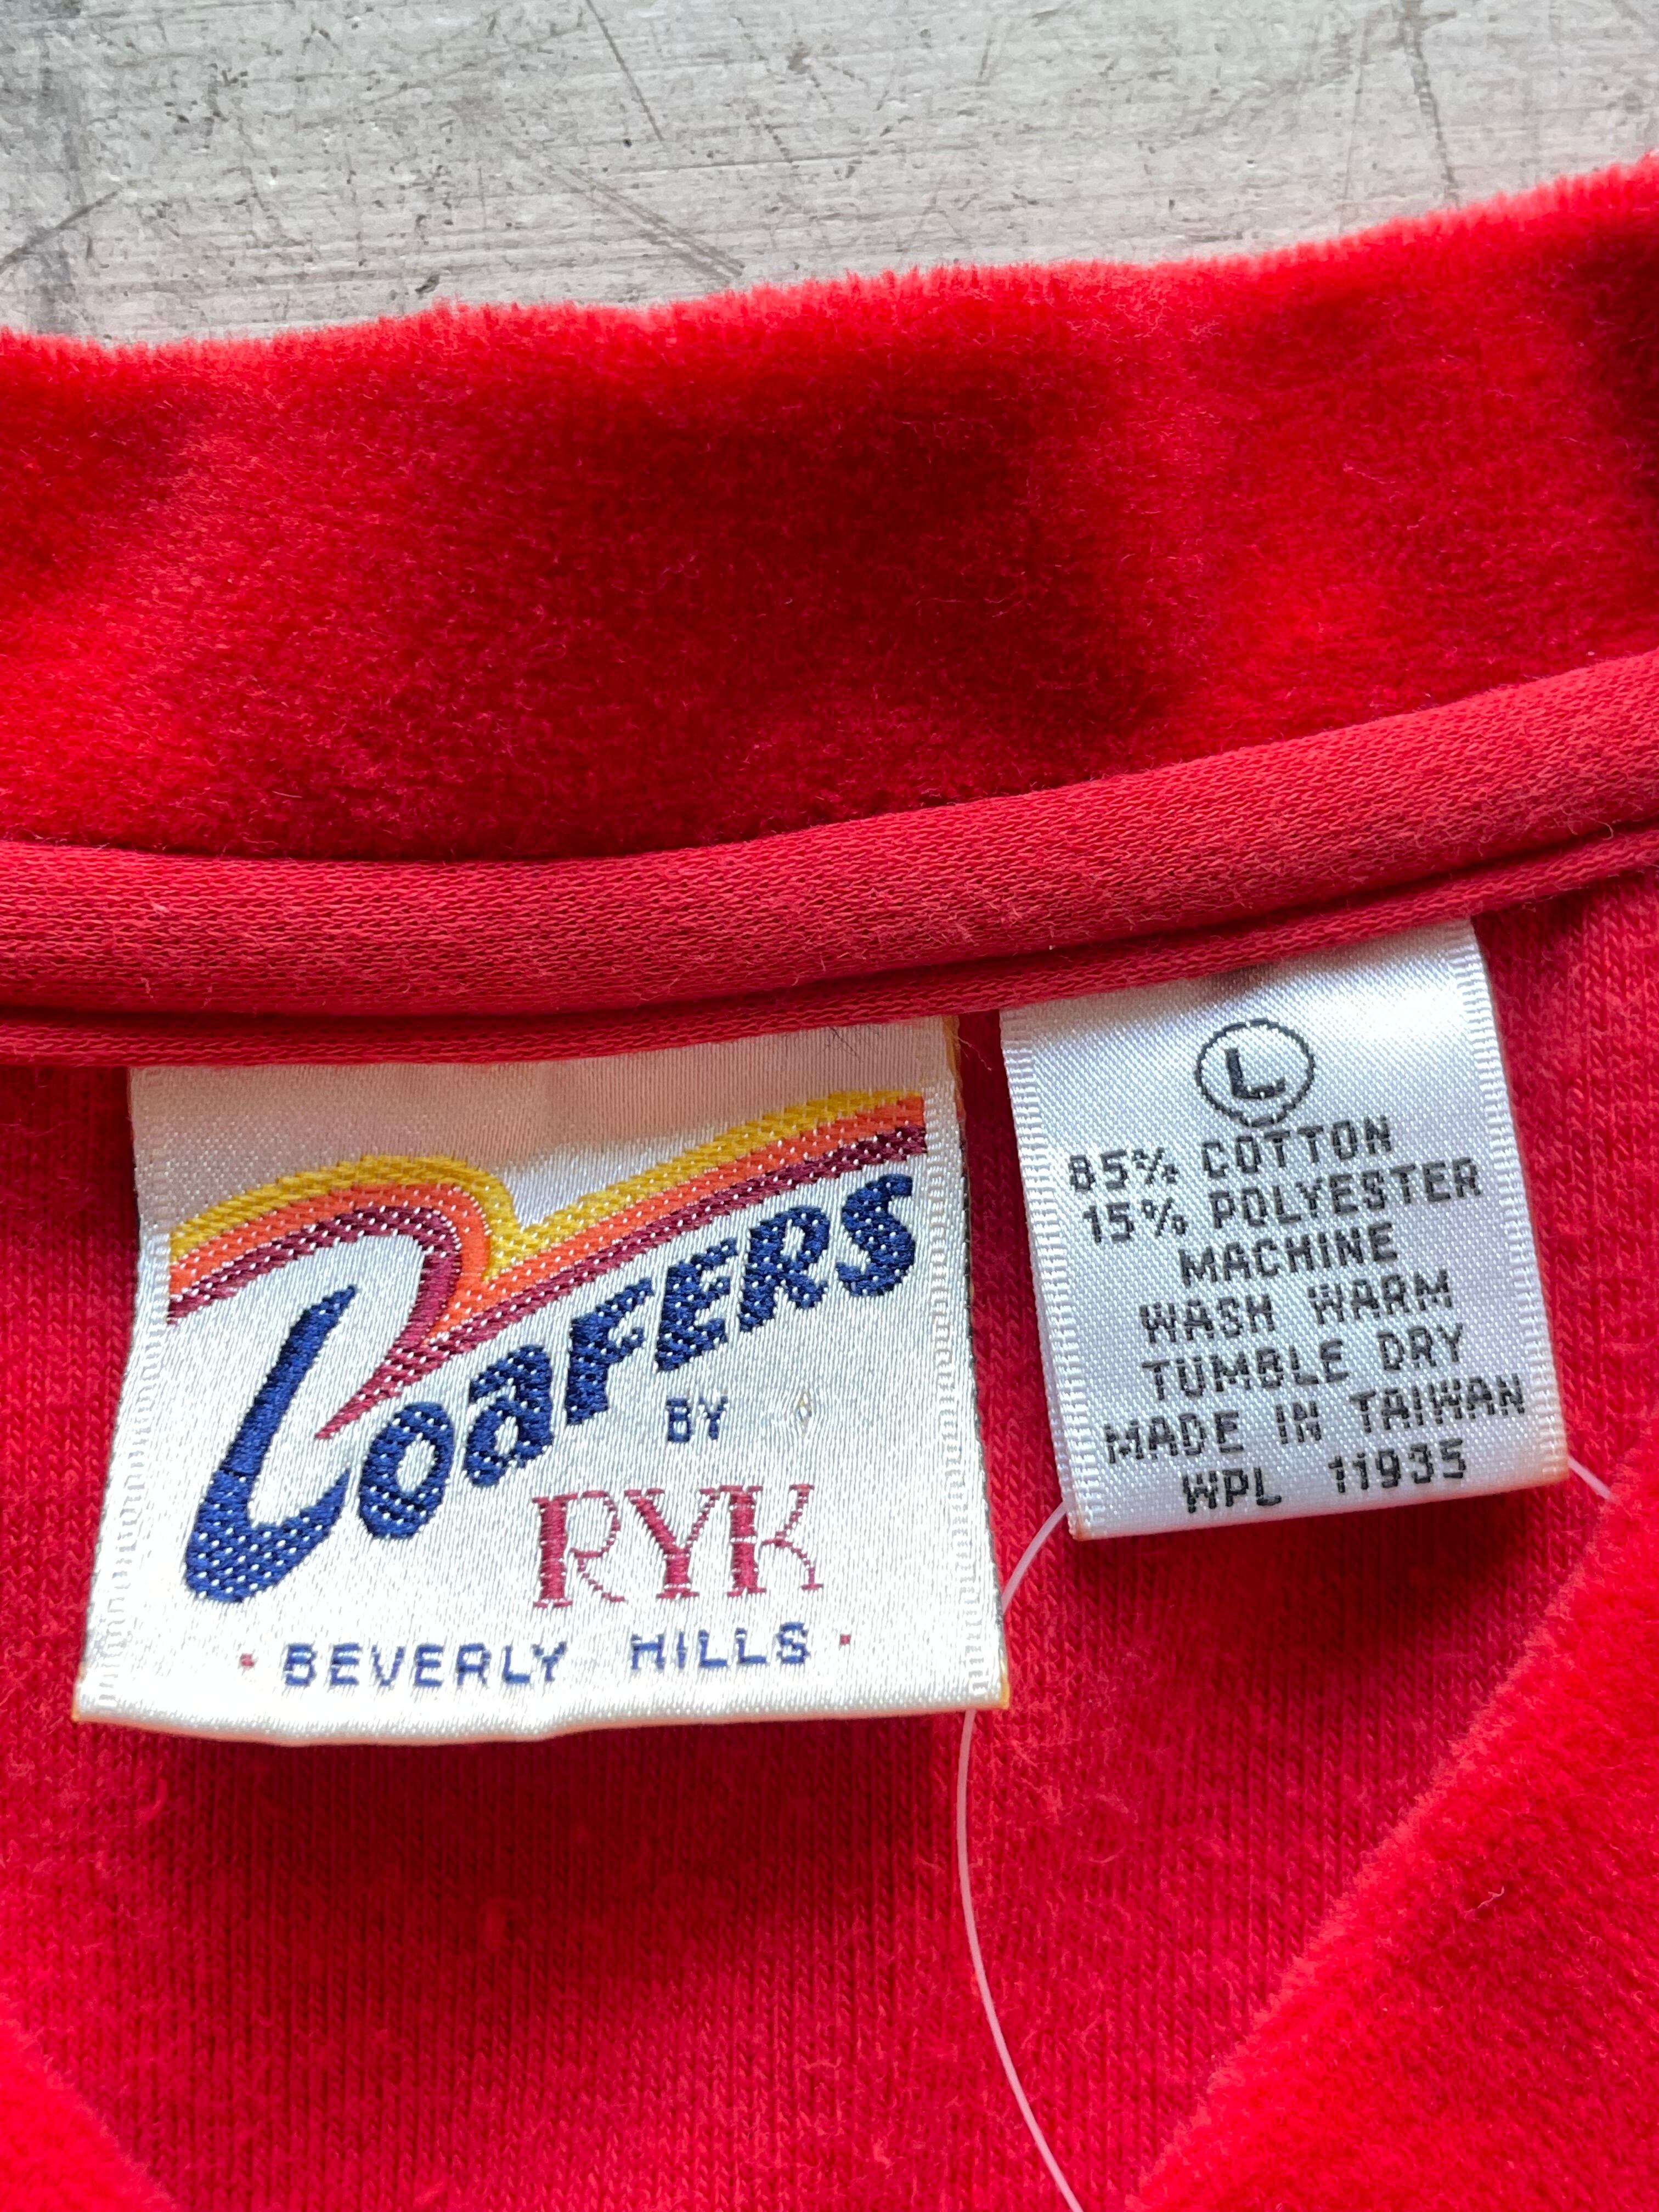 LoaFERS
BY
RYK
· BEVERLY HILLS ·
L
85% COTTON
15% POLYESTER
MACHINE
WASH WARM
TUMBLE DRY
MADE IN TAIWAN
WPL 11935